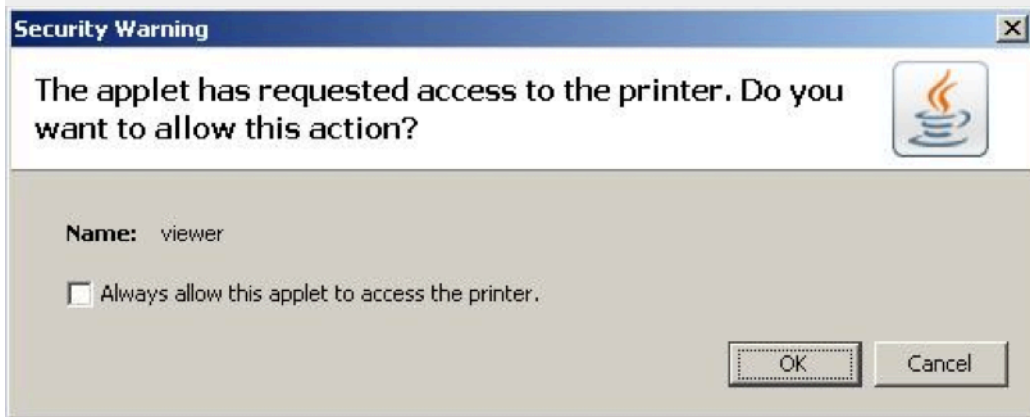 Security Warning
The applet has requested access to the printer. Do you
want to allow this action?
Name: viewer
Always allow this applet to access the printer.
OK Cancel